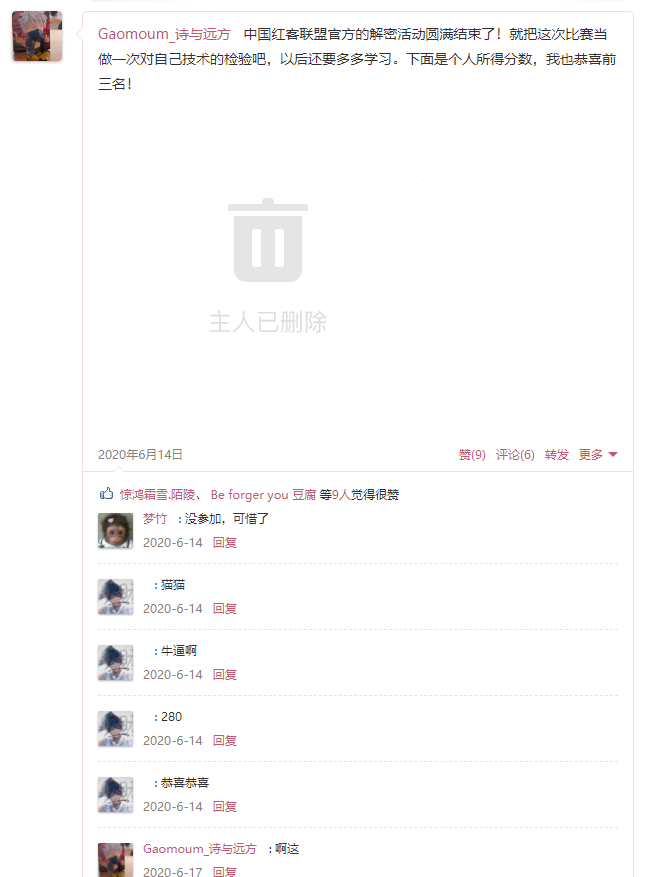 Gaomoum_诗与远方 中国红客联盟官方的解密活动圆满结束了！就把这次比赛当
做一次对自己技术的检验吧，以后还要多多学习。下面是个人所得分数，我也恭喜前
三名！
主人已删除
2020年6月14日 赞(9) 评论(6) 转发 更多
惊鸿霜雪.陌陵、 Be forger you 豆腐 等9人觉得很赞
梦竹 : 没参加，可惜了
2020-6-14 回复
: 猫猫
2020-6-14 回复
: 牛逼啊
2020-6-14 回复
: 280
2020-6-14 回复
: 恭喜恭喜
2020-6-14 回复
Gaomoum_诗与远方 : 啊这
2020-6-17 回复